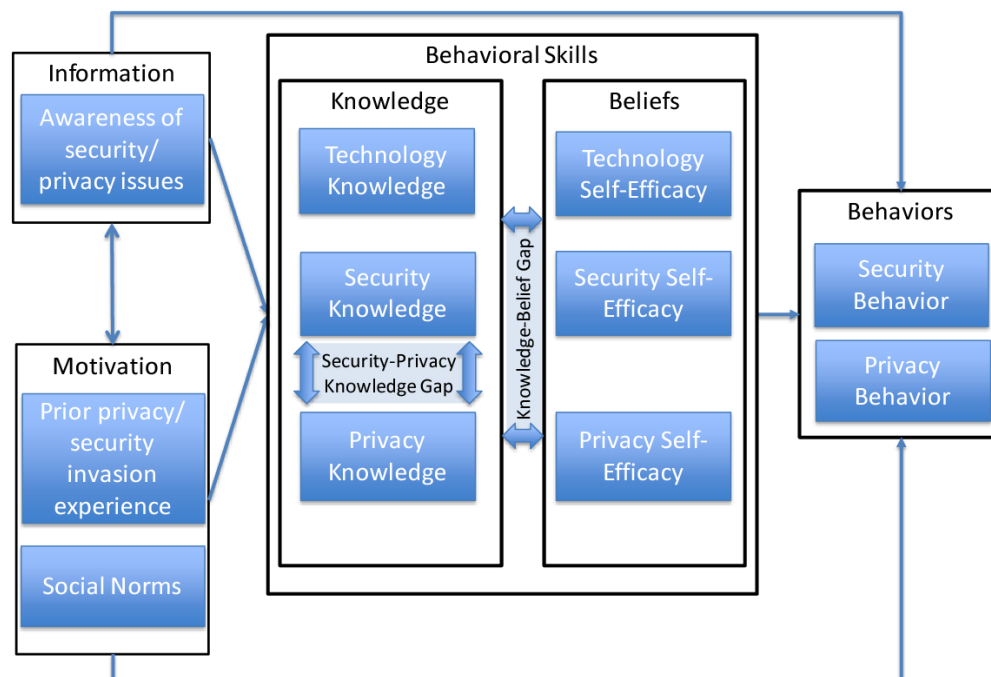 Information
Awareness of
security/
privacy issues
Motivation
Prior privacy/
security
invasion
experience
Social Norms
Behavioral Skills
Knowledge
Technology
Knowledge
Security
Knowledge
Security-Privacy
Knowledge Gap
Privacy
Knowledge
Knowledge-Belief Gap
Beliefs
Technology
Self-Efficacy
Security Self-
Efficacy
Privacy Self-
Efficacy
Behaviors
Security
Behavior
Privacy
Behavior